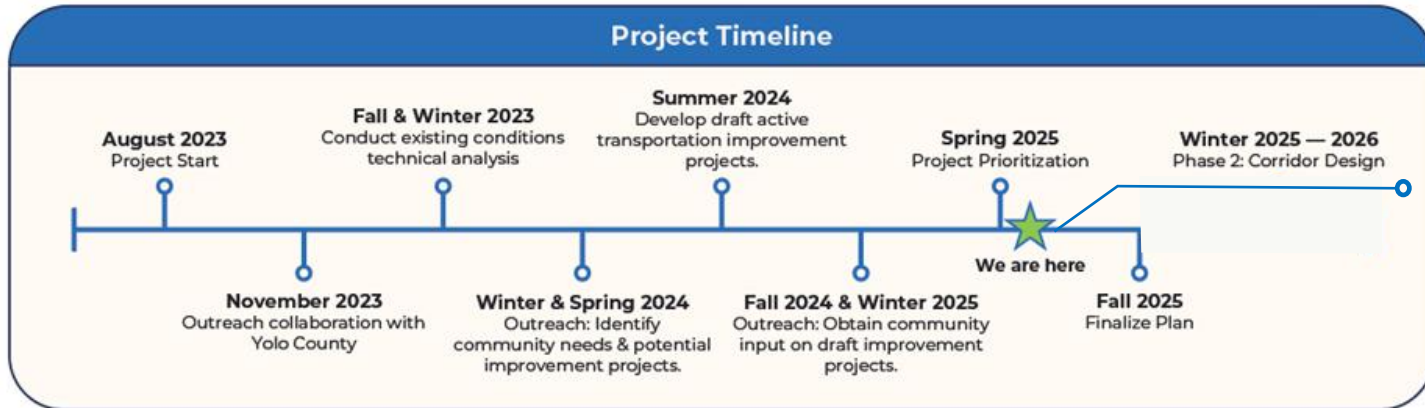 Project Timeline
August 2023
Project Start
November 2023
Outreach collaboration with
Yolo County
Fall & Winter 2023
Conduct existing conditions
technical analysis
Winter & Spring 2024
Outreach: Identify
community needs & potential
improvement projects.
Summer 2024
Develop draft active
transportation improvement
projects.
Fall 2024 & Winter 2025
Outreach: Obtain community
input on draft improvement
projects.
Spring 2025
Project Prioritization
We are here
Fall 2025
Finalize Plan
Winter 2025 — 2026
Phase 2: Corridor Design